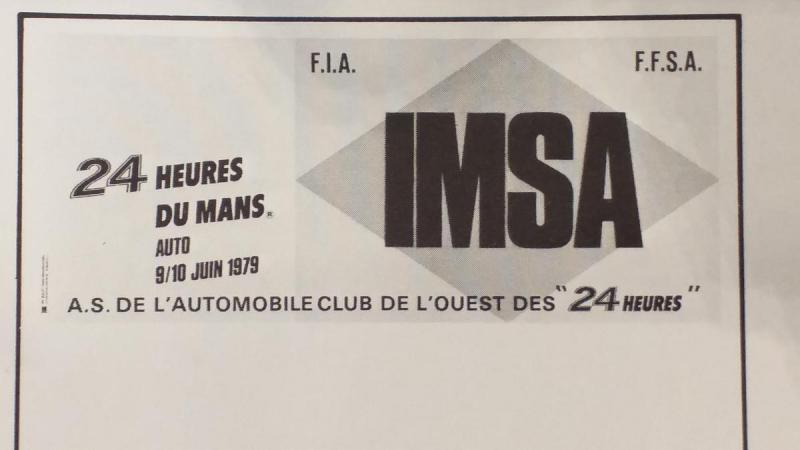 F.I.A. F.F.S.A.
IMSA
24 HEURES
DU MANS
AUTO
9/10 JUIN 1979
A.S. DE L'AUTOMOBILE CLUB DE L'OUEST DES "24 HEURES"